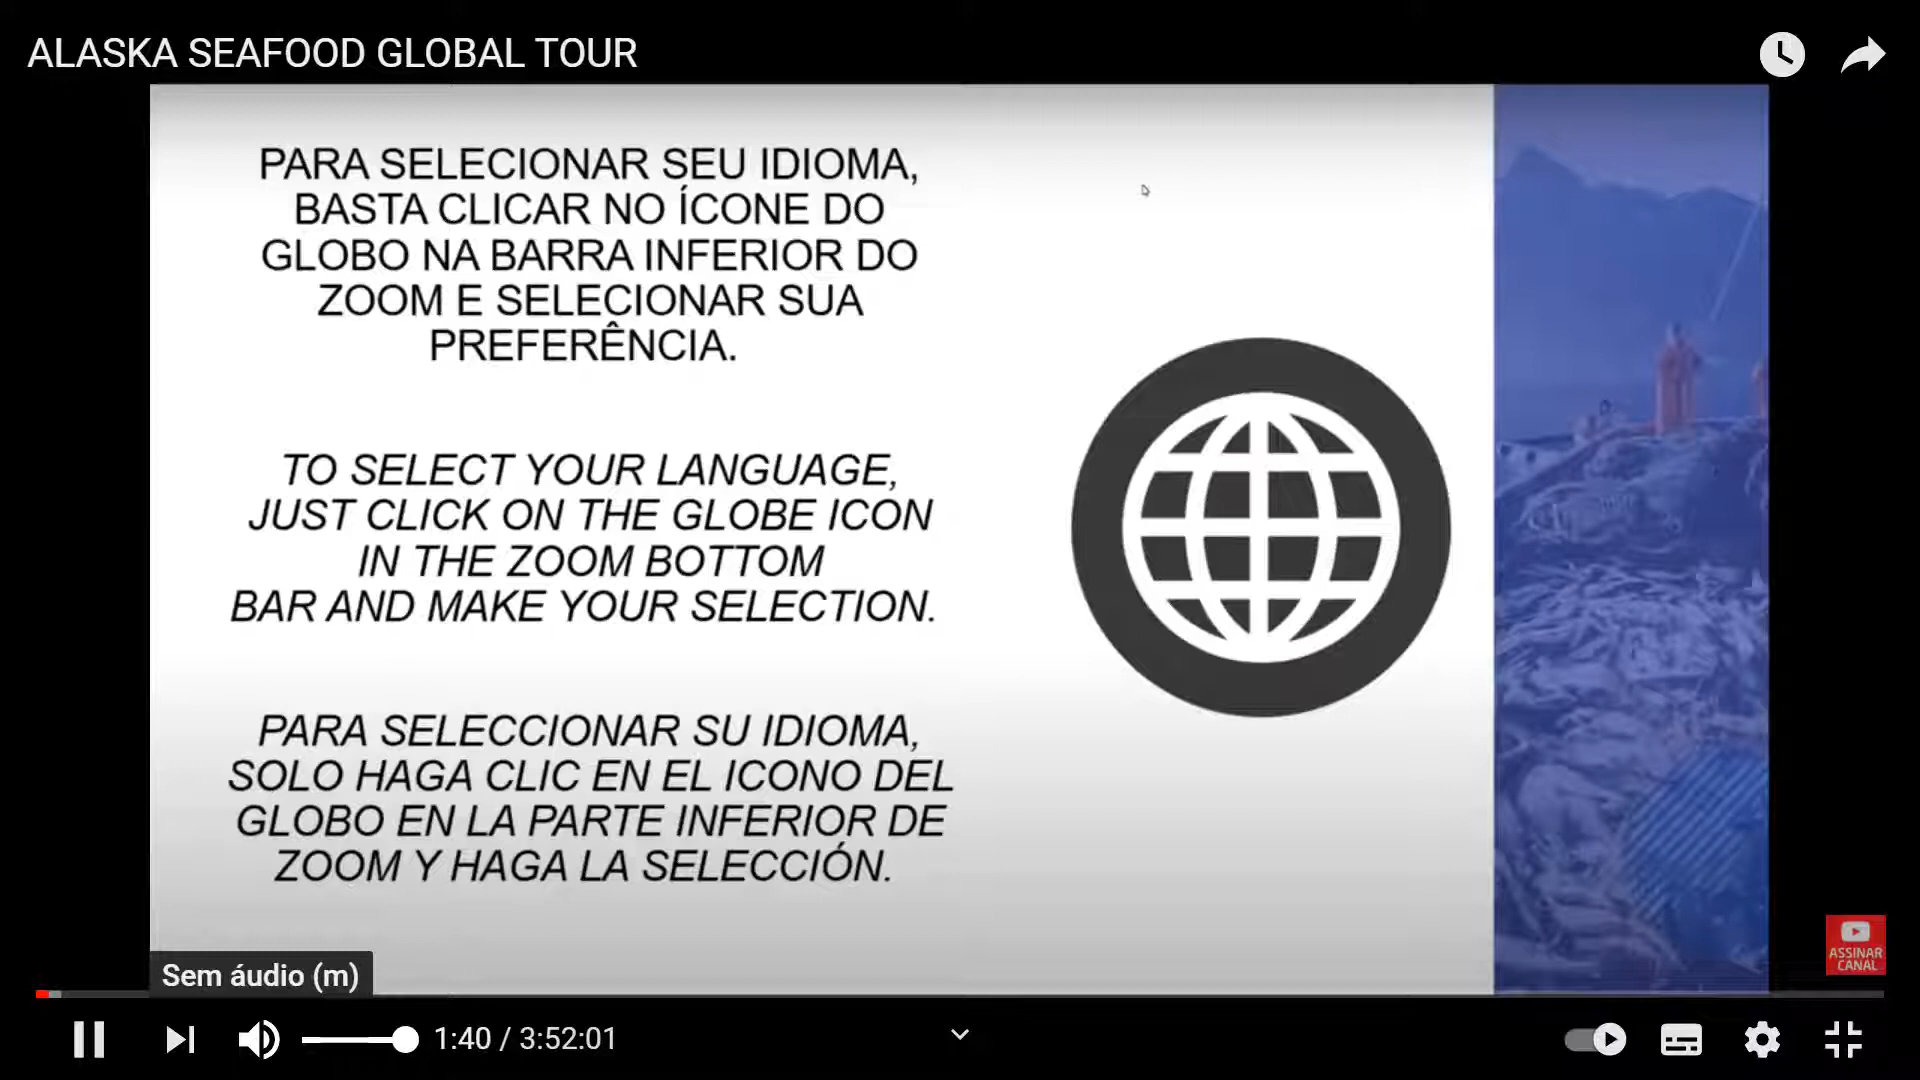 ALASKA SEAFOOD GLOBAL TOUR
PARA SELECIONAR SEU IDIOMA,
BASTA CLICAR NO ÍCONE DO
GLOBO NA BARRA INFERIOR DO
ZOOM E SELECIONAR SUA
PREFERÊNCIA.
TO SELECT YOUR LANGUAGE,
JUST CLICK ON THE GLOBE ICON
IN THE ZOOM BOTTOM
BAR AND MAKE YOUR SELECTION.
PARA SELECCIONAR SU IDIOMA,
SOLO HAGA CLIC EN EL ICONO DEL
GLOBO EN LA PARTE INFERIOR DE
ZOOM Y HAGA LA SELECCIÓN.
ASSINAR
CANAL
Sem áudio (m)
1:40 / 3:52:01